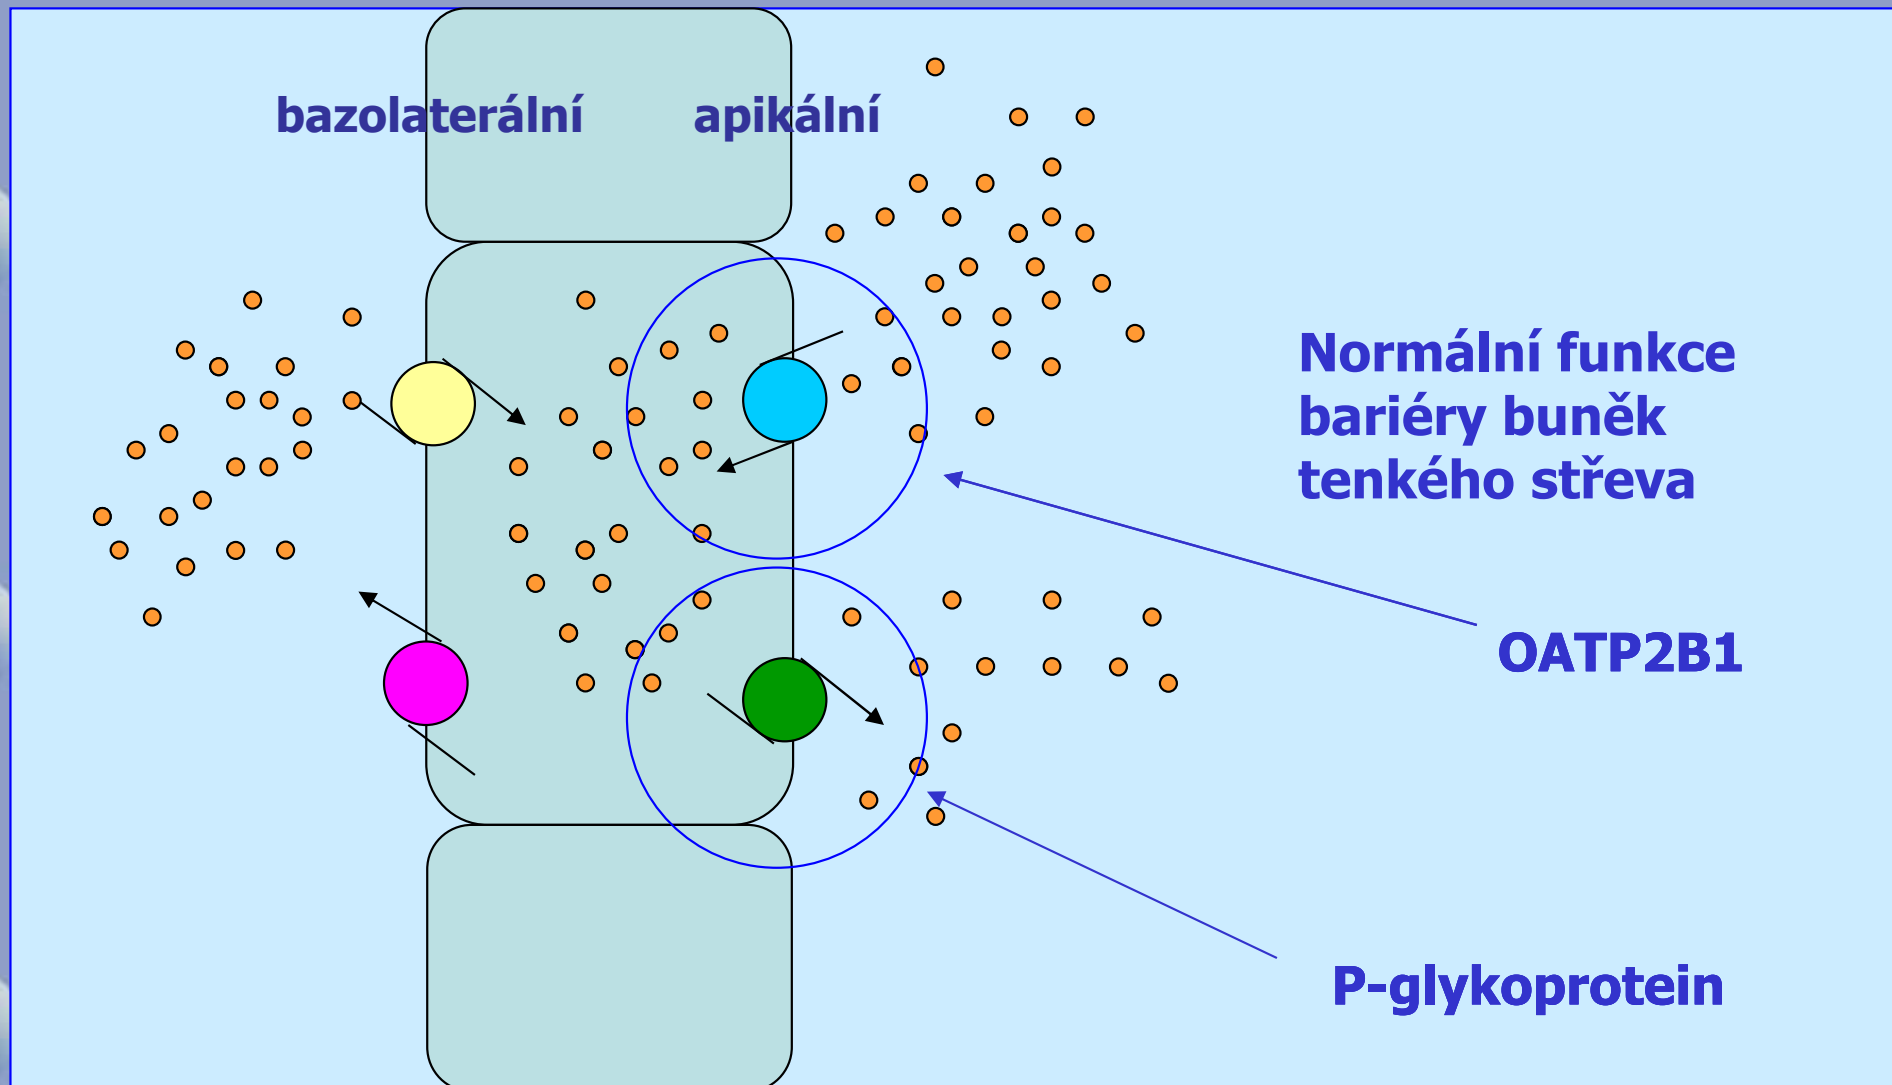 bazolaterální
apikální
Normální funkce
bariéry buněk
tenkého střeva
OATP2B1
P-glykoprotein